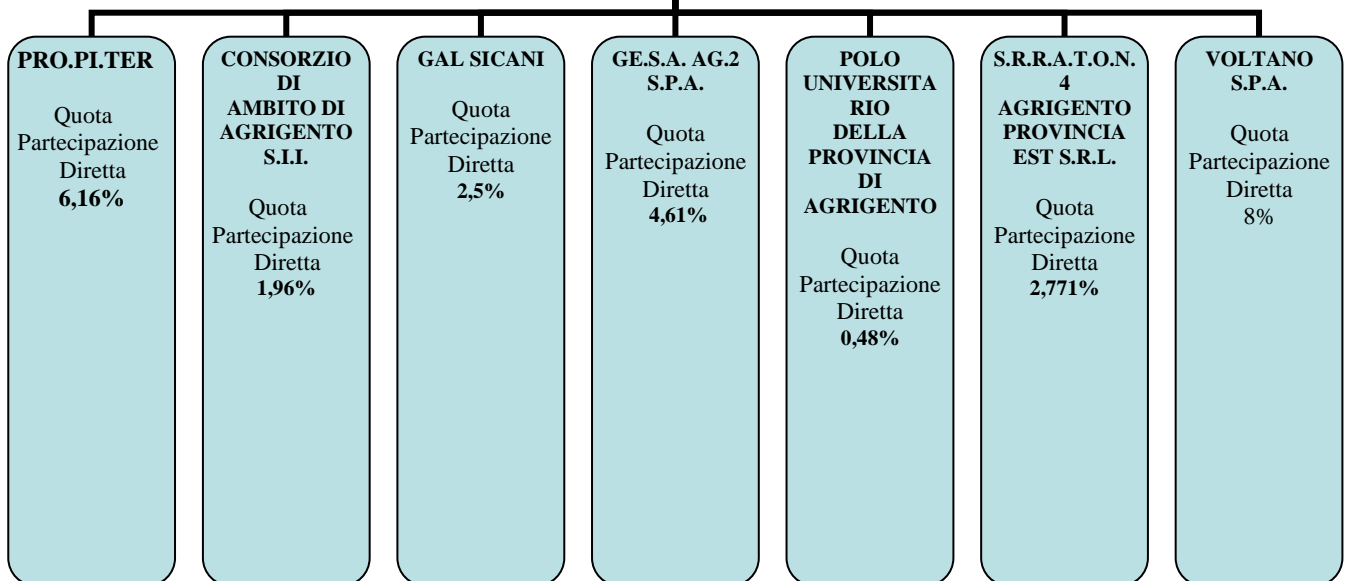 PRO.PI.TER
Quota
Partecipazione
Diretta
6,16%
CONSORZIO
DI
AMBITO DI
AGRIGENTO
S.I.I.
Quota
Partecipazione
Diretta
1,96%
GAL SICANI
Quota
Partecipazione
Diretta
2,5%
GE.S.A. AG.2
S.P.A.
Quota
Partecipazione
Diretta
4,61%
POLO
UNIVERSITA
RIO
DELLA
PROVINCIA
DI
AGRIGENTO
Quota
Partecipazione
Diretta
0,48%
S.R.R.A.T.O.N.
4
AGRIGENTO
PROVINCIA
EST S.R.L.
Quota
Partecipazione
Diretta
2,771%
VOLTANO
S.P.A.
Quota
Partecipazione
Diretta
8%